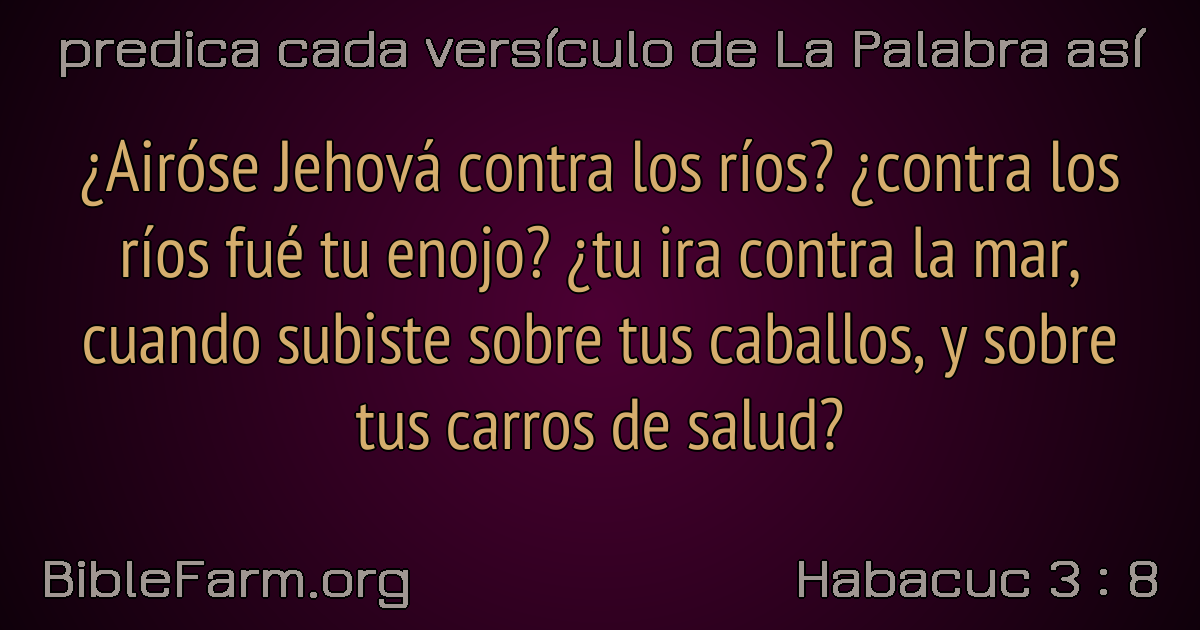 predica cada versículo de La Palabra así
¿Airóse Jehová contra los ríos? ¿contra los
ríos fué tu enojo? ¿tu ira contra la mar,
cuando subiste sobre tus caballos, y sobre
tus carros de salud?
BibleFarm.org
Habacuc 3 : 8